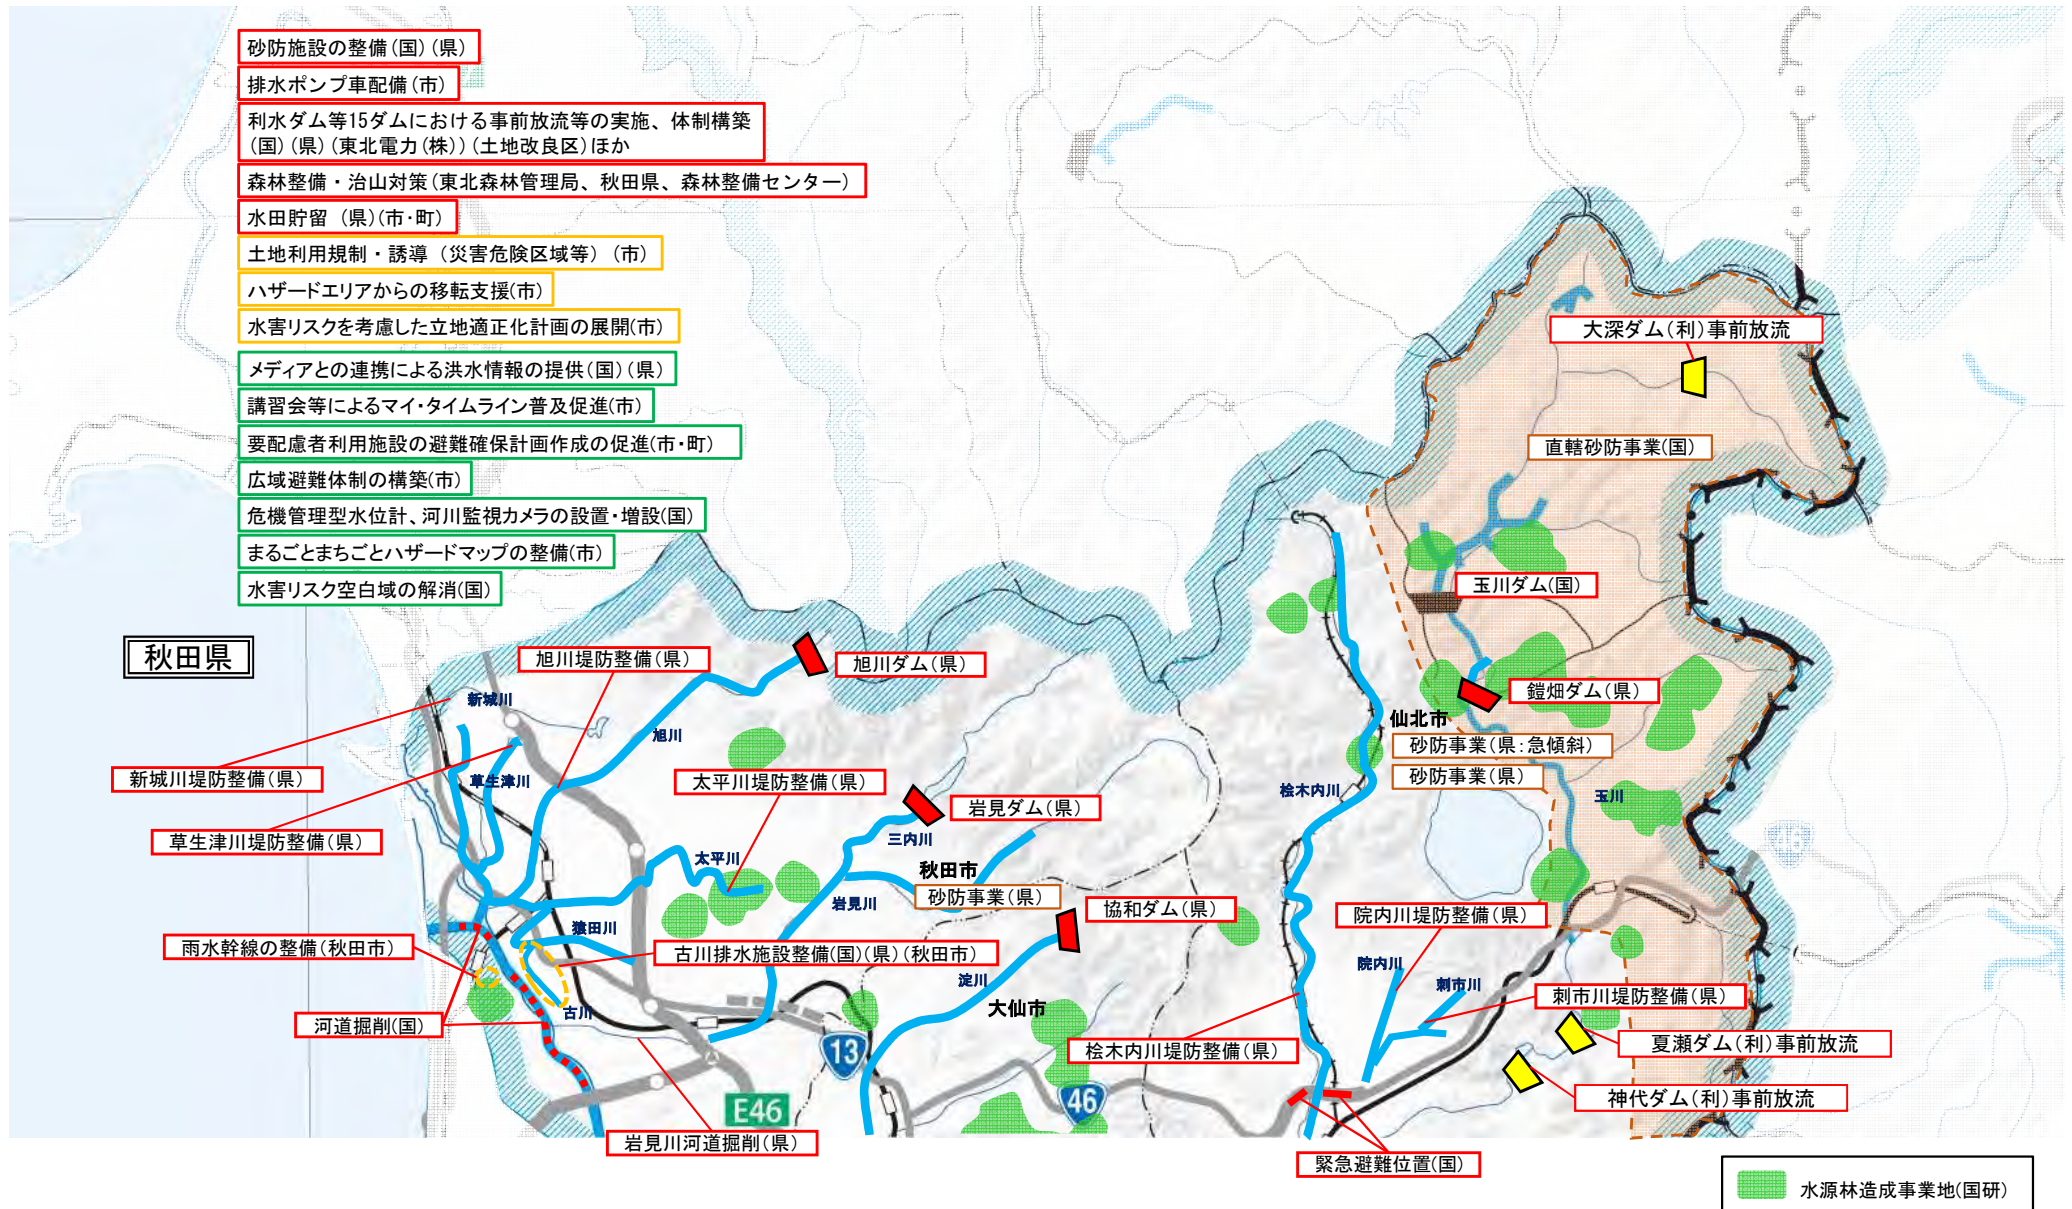 砂防施設の整備(国)(県)
排水ポンプ車配備(市)
利水ダム等15ダムにおける事前放流等の実施、体制構築
(国)(県)(東北電力(株))(土地改良区)ほか
森林整備・治山対策(東北森林管理局、秋田県、森林整備センター)
水田貯留 (県)(市・町)
土地利用規制・誘導(災害危険区域等)(市)
ハザードエリアからの移転支援(市)
水害リスクを考慮した立地適正化計画の展開(市)
メディアとの連携による洪水情報の提供(国)(県)
講習会等によるマイ・タイムライン普及促進(市)
要配慮者利用施設の避難確保計画作成の促進(市・町)
広域避難体制の構築(市)
危機管理型水位計、河川監視カメラの設置・増設(国)
まるごとまちごとハザードマップの整備(市)
水害リスク空白域の解消(国)
大深ダム(利)事前放流
直轄砂防事業(国)
玉川ダム(国)
秋田県
旭川堤防整備(県)
旭川ダム(県)
鎧畑ダム(県)
新城川
仙北市
旭川
砂防事業(県:急傾斜)
新城川堤防整備(県)
草生津川
太平川堤防整備(県)
砂防事業(県)
桧木内川
玉川
岩見ダム(県)
草生津川堤防整備(県)
三内川
太平川
秋田市
砂防事業(県)
岩見川
協和ダム(県)
院内川堤防整備(県)
猿田川
雨水幹線の整備(秋田市)
古川排水施設整備(国)(県)(秋田市)
院内川
淀川
刺市川
刺市川堤防整備(県)
大仙市
古川
河道掘削(国)
夏瀬ダム(利)事前放流
桧木内川堤防整備(県)
13
46
神代ダム(利)事前放流
E46
岩見川河道掘削(県)
緊急避難位置(国)
水源林造成事業地(国研)